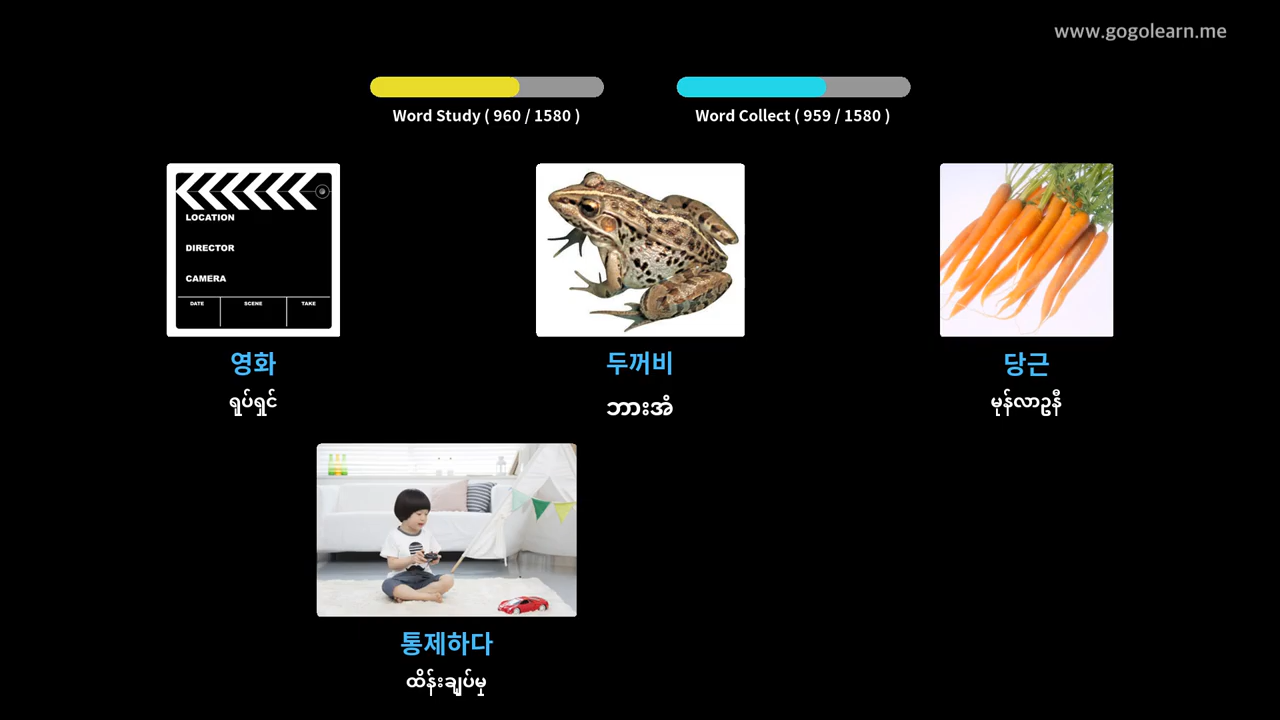 www.gogolearn.me
Word Study ( 960 / 1580 )
Word Collect ( 959 / 1580 )
LOCATION
DIRECTOR
CAMERA
DATE SCENE TAKE
영화
두꺼비
당근
ရုပ်ရှင်
ဘားအံ
မုန်လာဥနီ
통제하다
ထိန်းချုပ်မှု